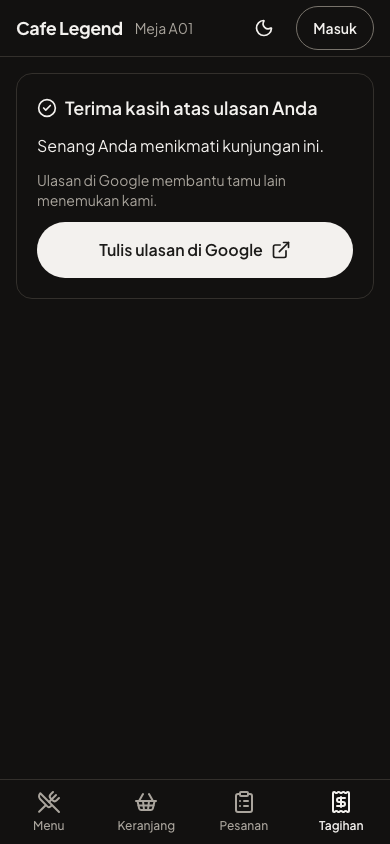 Cafe Legend Meja A01 Masuk
Terima kasih atas ulasan Anda
Senang Anda menikmati kunjungan ini.
Ulasan di Google membantu tamu lain
menemukan kami.
Tulis ulasan di Google
Menu Keranjang Pesanan Tagihan